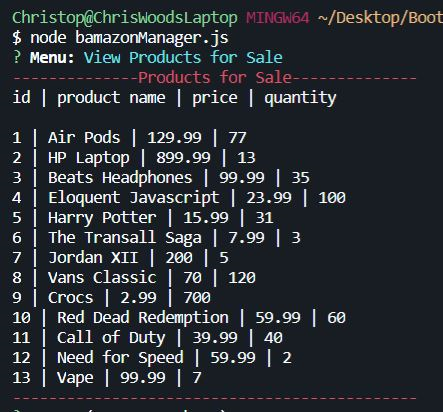 Christop@ChrisWoodsLaptop MINGW64 ~/Desktop/Boot
$ node bamazonManager.js
? Menu: View Products for Sale
--------------Products for Sale--------------
id | product name | price | quantity
1 | Air Pods | 129.99 | 77
2 | HP Laptop | 899.99 | 13
3 | Beats Headphones | 99.99 | 35
4 | Eloquent Javascript | 23.99 | 100
5 | Harry Potter | 15.99 | 31
6 | The Transall Saga | 7.99 | 3
7 | Jordan XII | 200 | 5
8 | Vans Classic | 70 | 120
9 | Crocs | 2.99 | 700
10 | Red Dead Redemption | 59.99 | 60
11 | Call of Duty | 39.99 | 40
12 | Need for Speed | 59.99 | 2
13 | Vape | 99.99 | 7
---------------------------------------------